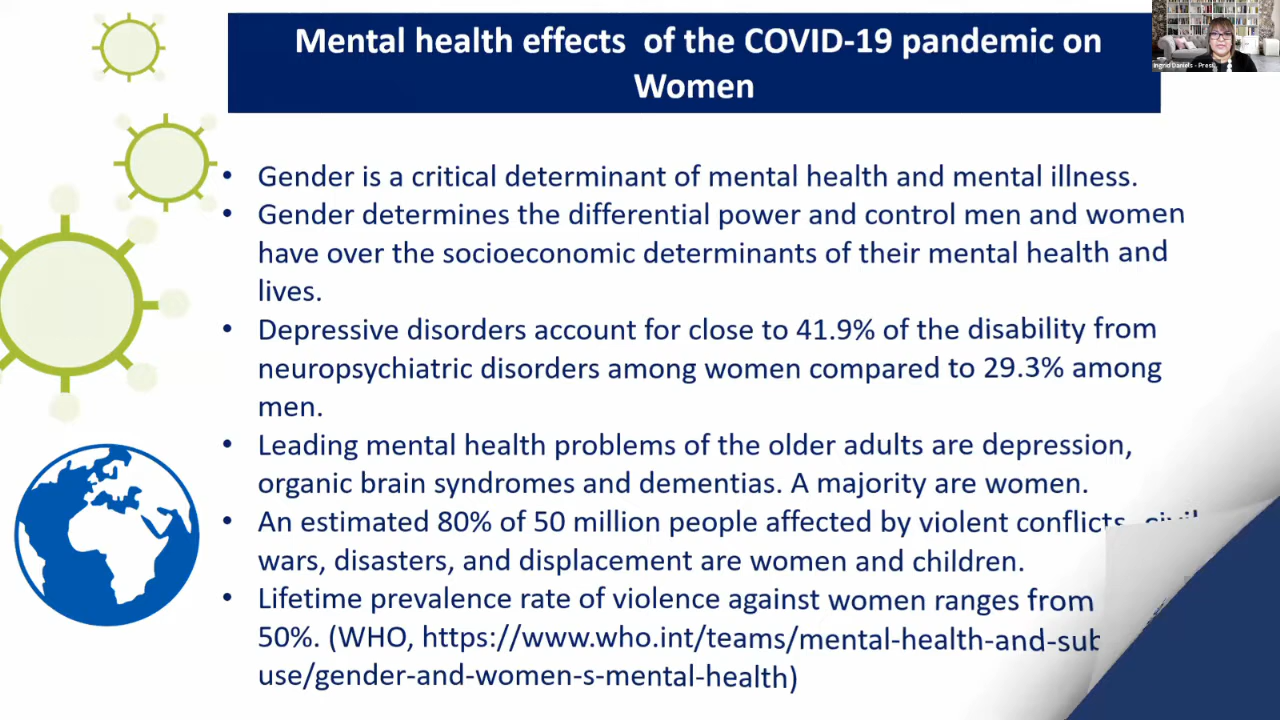 Mental health effects of the COVID-19 pandemic on
Women
Ingrid Daniels - Presi
• Gender is a critical determinant of mental health and mental illness.
• Gender determines the differential power and control men and women
have over the socioeconomic determinants of their mental health and
lives.
• Depressive disorders account for close to 41.9% of the disability from
neuropsychiatric disorders among women compared to 29.3% among
men.
• Leading mental health problems of the older adults are depression,
organic brain syndromes and dementias. A majority are women.
• An estimated 80% of 50 million people affected by violent conflicts, civil
wars, disasters, and displacement are women and children.
• Lifetime prevalence rate of violence against women ranges from
50%. (WHO, https://www.who.int/teams/mental-health-and-sub
use/gender-and-women-s-mental-health)